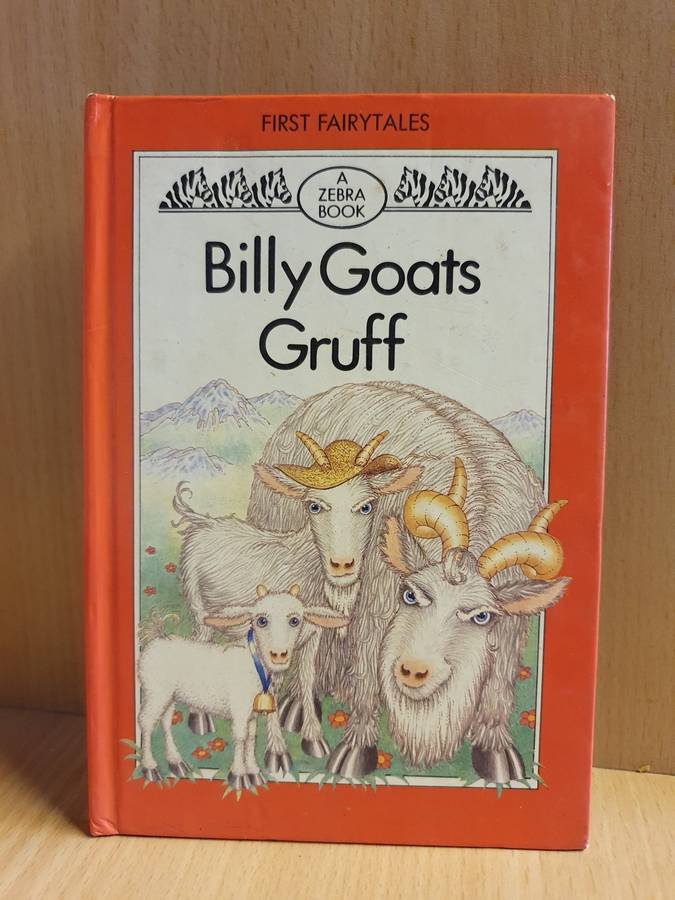 FIRST FAIRYTALES
A
ZEBRA
BOOK
Billy Goats
Gruff